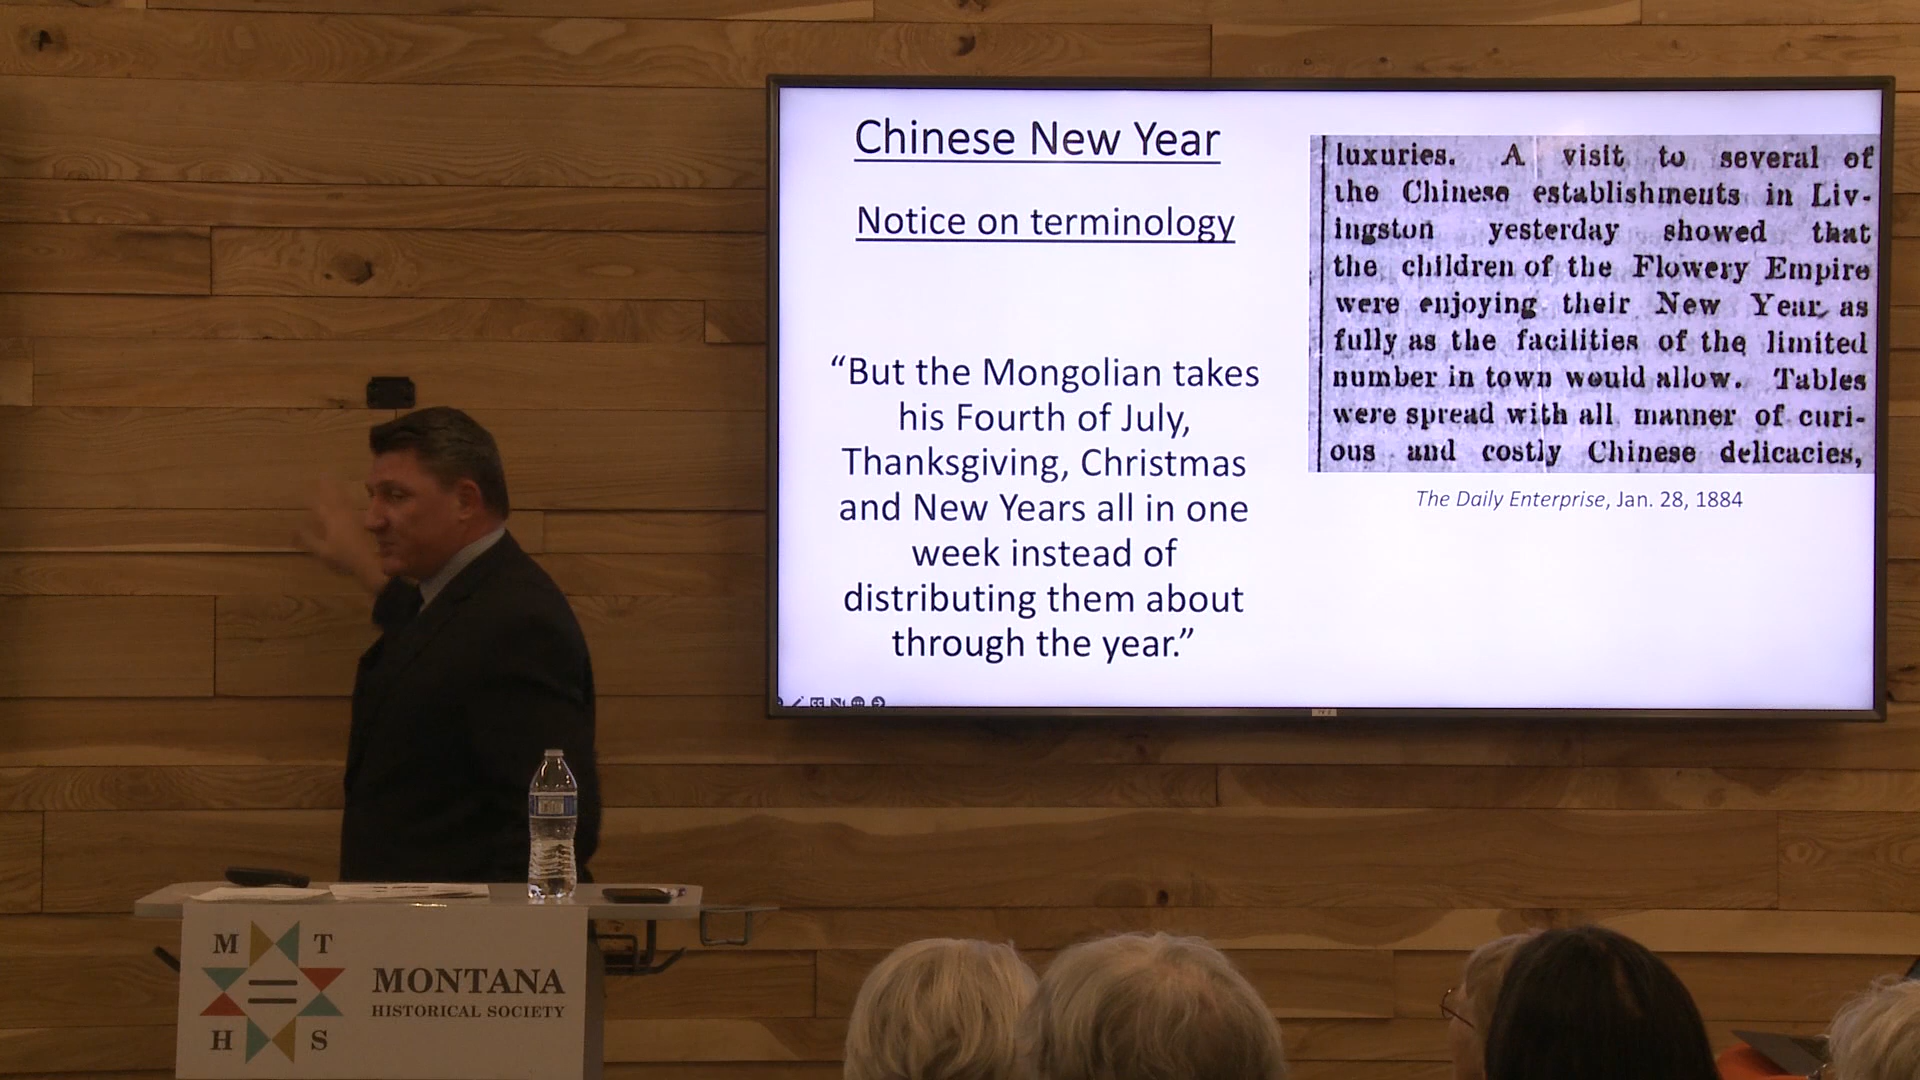 Chinese New Year
Notice on terminology
“But the Mongolian takes
his Fourth of July,
Thanksgiving, Christmas
and New Years all in one
week instead of
distributing them about
through the year.”
luxuries. A visit to several of
the Chinese establishments in Liv-
ingston yesterday showed that
the children of the Flowery Empire
were enjoying their New Year, as
fully as the facilities of the limited
number in town would allow. Tables
were spread with all manner of curi-
ous and costly Chinese delicacies,
The Daily Enterprise, Jan. 28, 1884
M T
H S
MONTANA
HISTORICAL SOCIETY